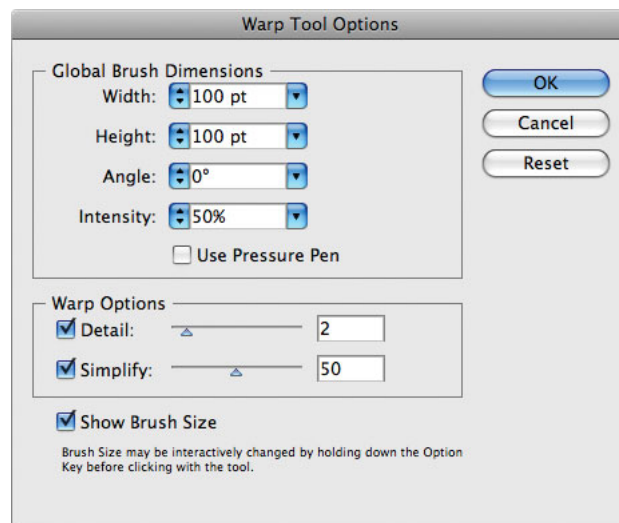 Warp Tool Options
Global Brush Dimensions
Width: 100 pt
Height: 100 pt
Angle: 0°
Intensity: 50%
Use Pressure Pen
OK
Cancel
Reset
Warp Options
Detail: 2
Simplify: 50
Show Brush Size
Brush Size may be interactively changed by holding down the Option
Key before clicking with the tool.